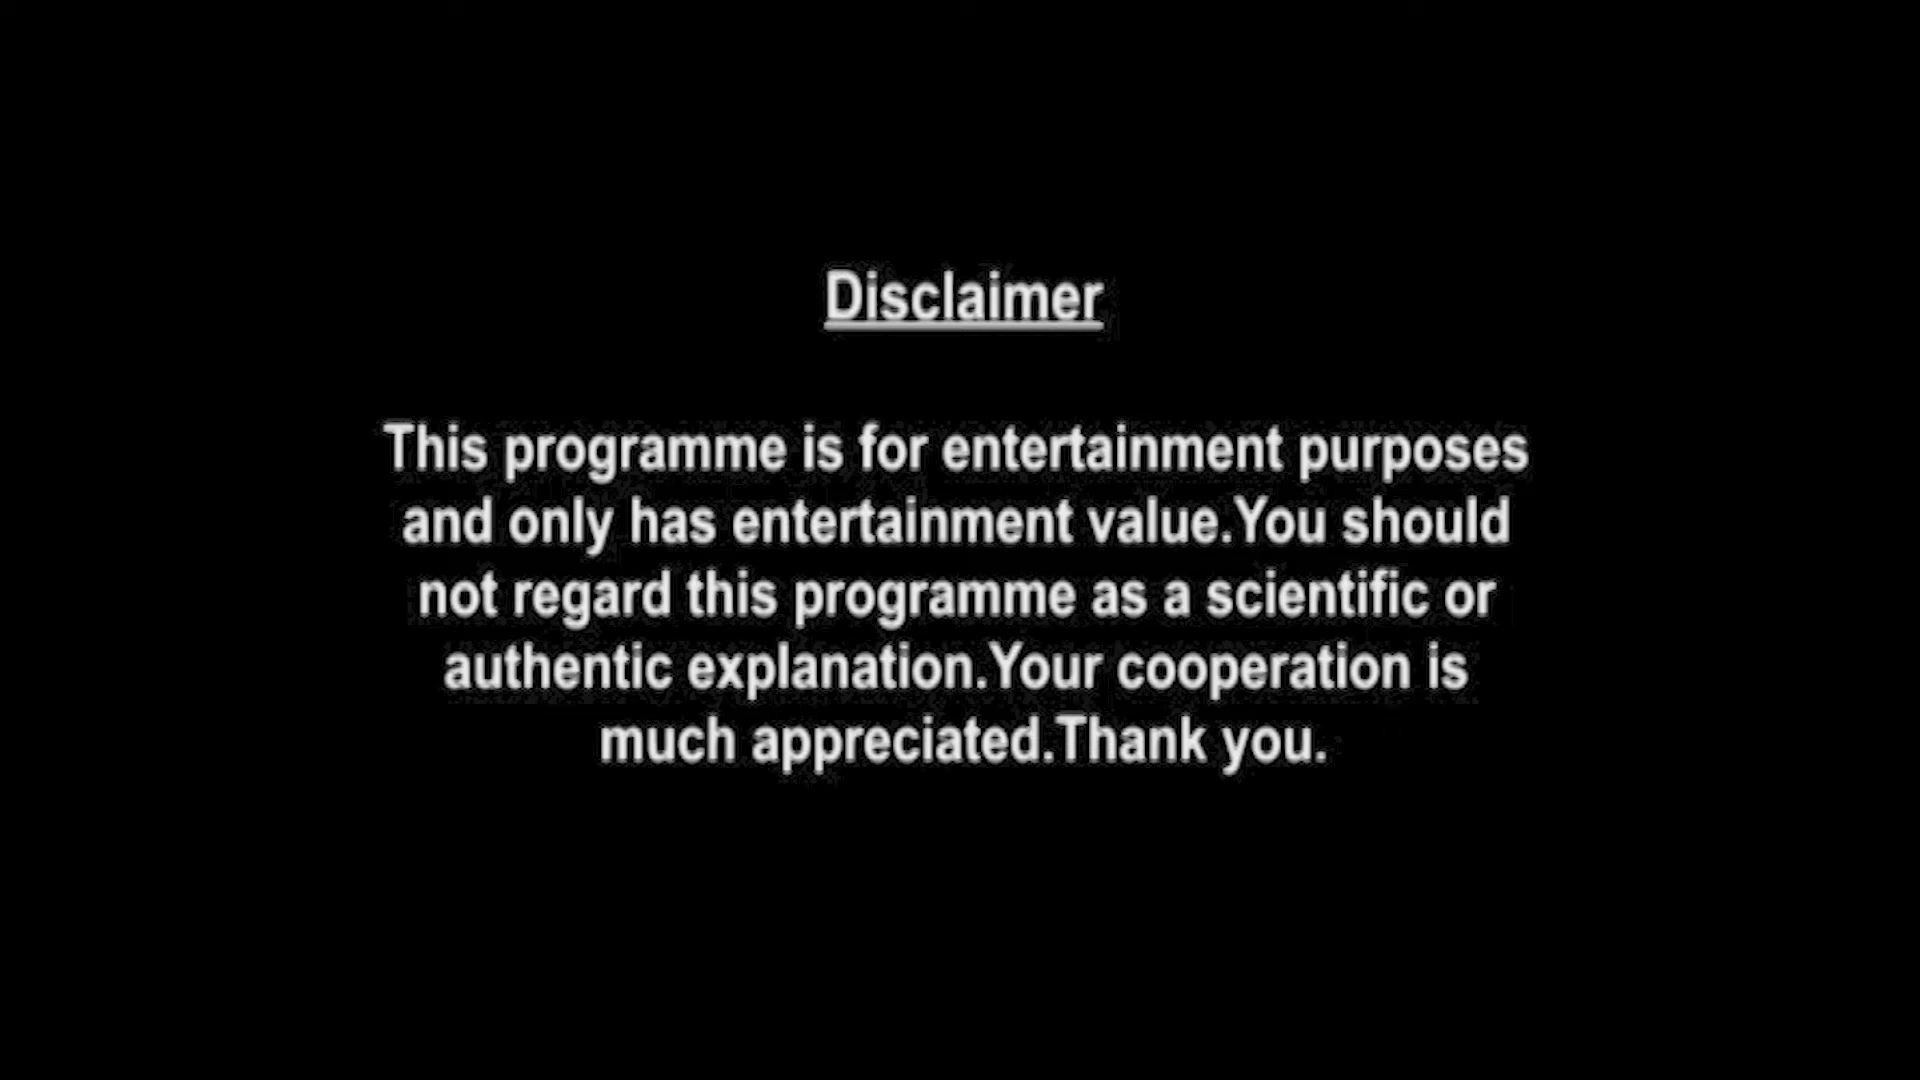 Disclaimer
This programme is for entertainment purposes
and only has entertainment value.You should
not regard this programme as a scientific or
authentic explanation.Your cooperation is
much appreciated.Thank you.